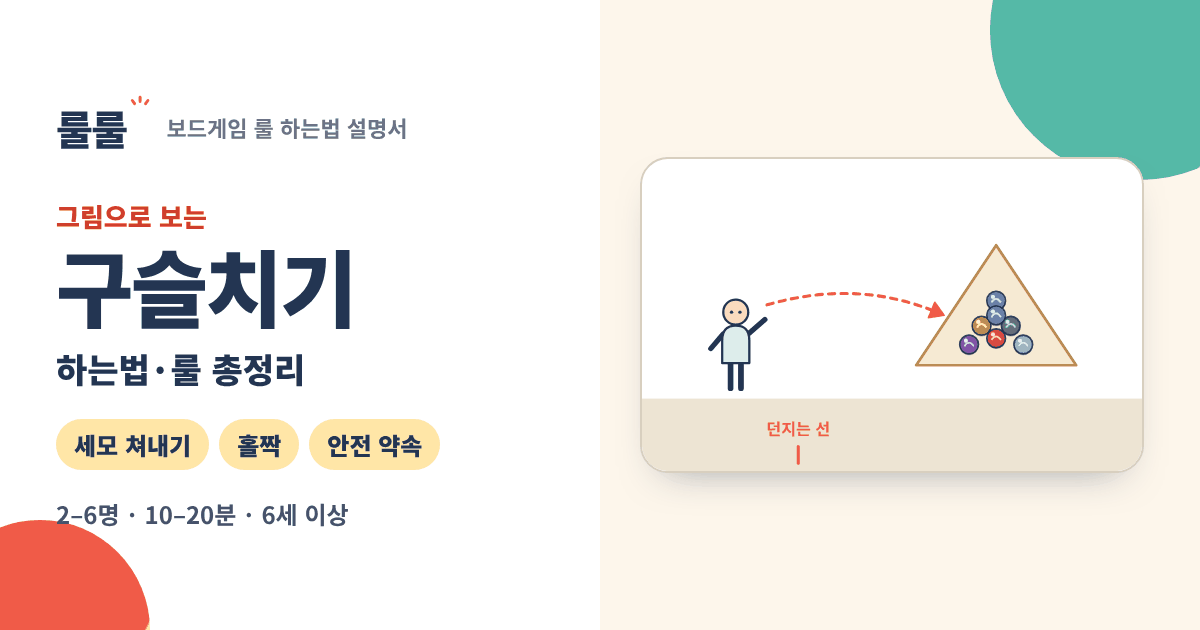 룰룰 보드게임 룰 하는법 설명서
그림으로 보는
구슬치기
하는법·룰 총정리
세모 쳐내기 홀짝 안전 약속
2–6명 · 10–20분 · 6세 이상
던지는 선